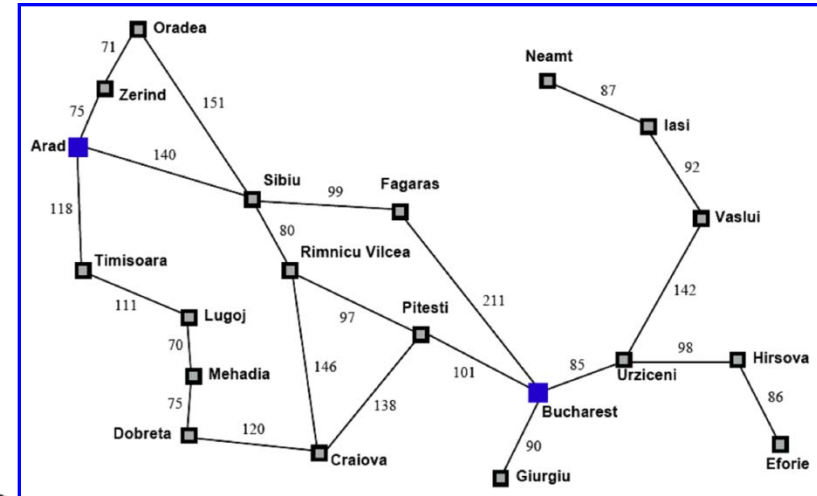 Oradea
71
Neamt
87
Zerind
151
75
Iasi
Arad
140
92
Sibiu
Fagaras
99
118
Vaslui
80
Timisoara
Rimnicu Vilcea
111
211
142
Lugoj
97
Pitesti
70
146
98
Hirsova
Mehadia
101
85
Urziceni
75
138
86
Dobreta
120
Bucharest
90
Craiova
Eforie
Giurgiu